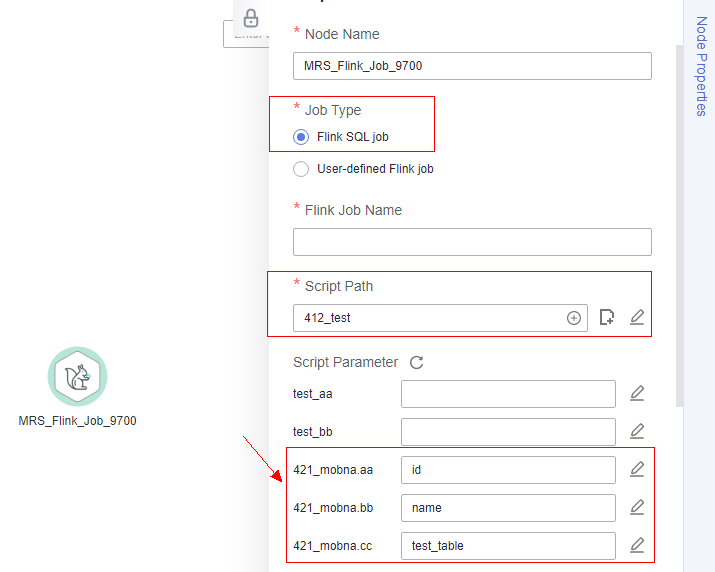 * Node Name
MRS_Flink_Job_9700
* Job Type
Flink SQL job
User-defined Flink job
* Flink Job Name
* Script Path
412_test
Script Parameter
test_aa
test_bb
421_mobna.aa id
421_mobna.bb name
421_mobna.cc test_table
MRS_Flink_Job_9700
Node Properties